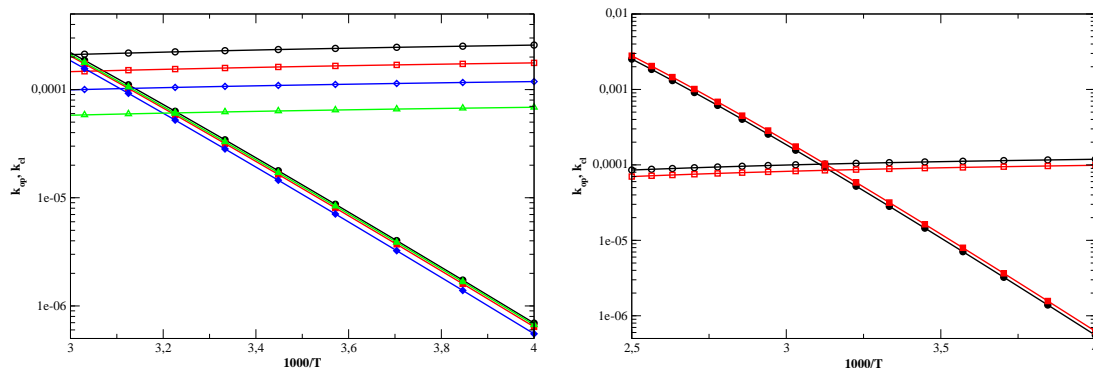 0,0001
1e-05
1e-06
3
3,2
3,4
3,6
3,8
4
1000/T
k_op, k_cl
0,01
0,001
0,0001
1e-05
1e-06
2,5
3
3,5
4
1000/T
k_op, k_cl